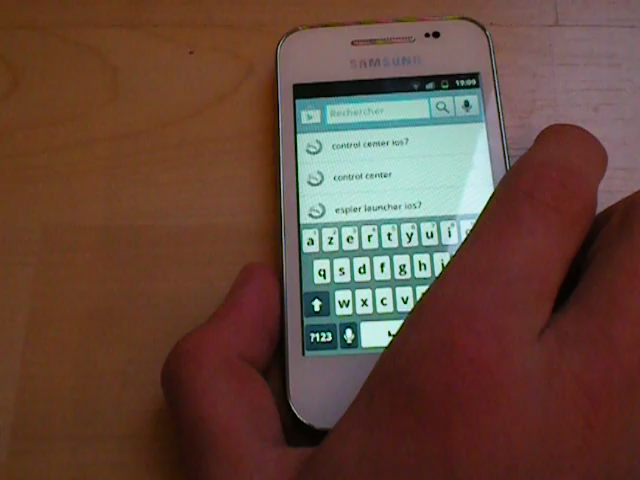 SAMSUNG
19:09
Rechercher
control center ios7
control center
espier launcher ios7
a z e r t y u i
q s d f g h
w x c v
?123